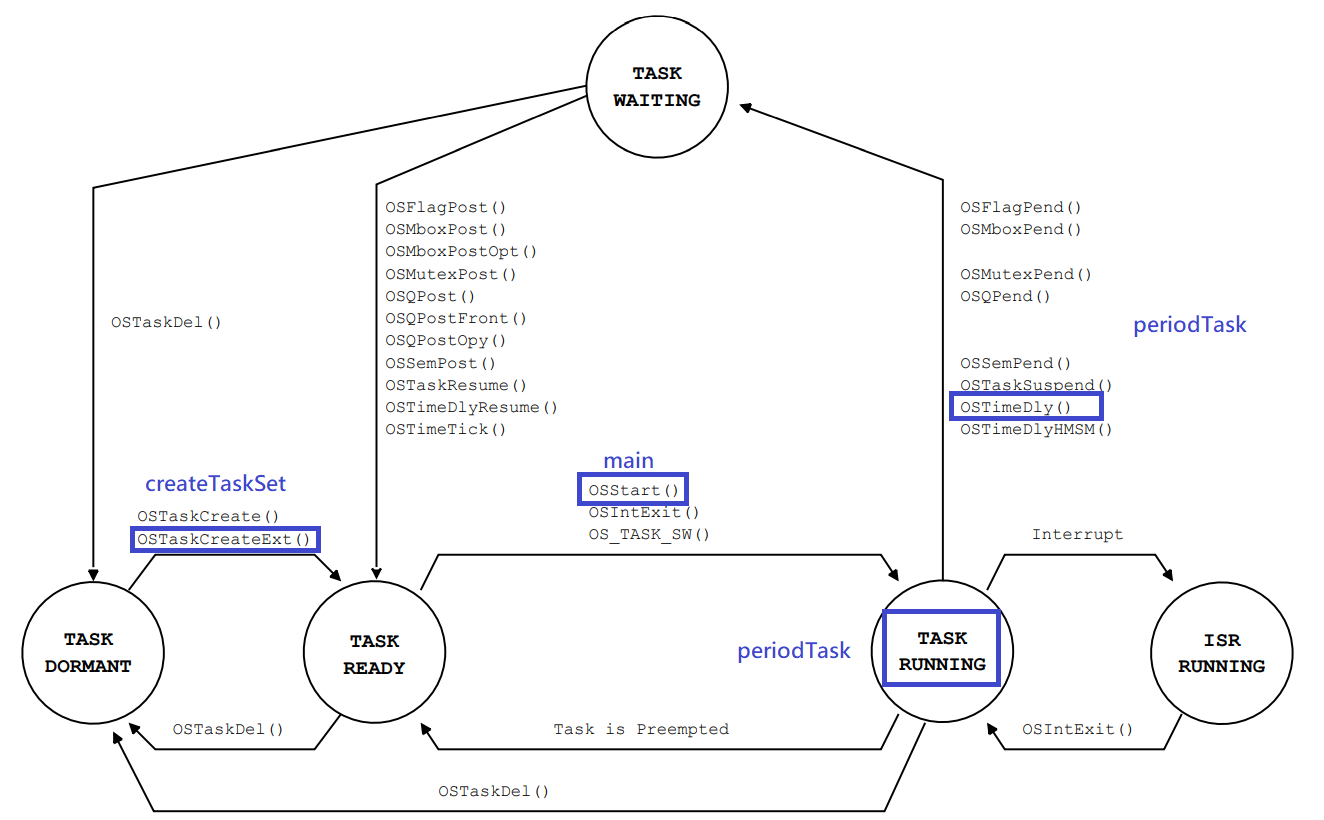 TASK
WAITING
OSFlagPost()
OSMboxPost()
OSMboxPostOpt()
OSMutexPost()
OSQPost()
OSQPostFront()
OSQPostOpy()
OSSemPost()
OSTaskResume()
OSTimeDlyResume()
OSTimeTick()
OSFlagPend()
OSMboxPend()
OSMutexPend()
OSQPend()
periodTask
OSSemPend()
OSTaskSuspend()
OSTimeDly()
OSTimeDlyHMSM()
OSTaskDel()
createTaskSet
OSTaskCreate()
OSTaskCreateExt()
main
OSStart()
OSIntExit()
OS_TASK_SW()
Interrupt
TASK
DORMANT
TASK
READY
periodTask
TASK
RUNNING
ISR
RUNNING
OSTaskDel()
Task is Preempted
OSIntExit()
OSTaskDel()